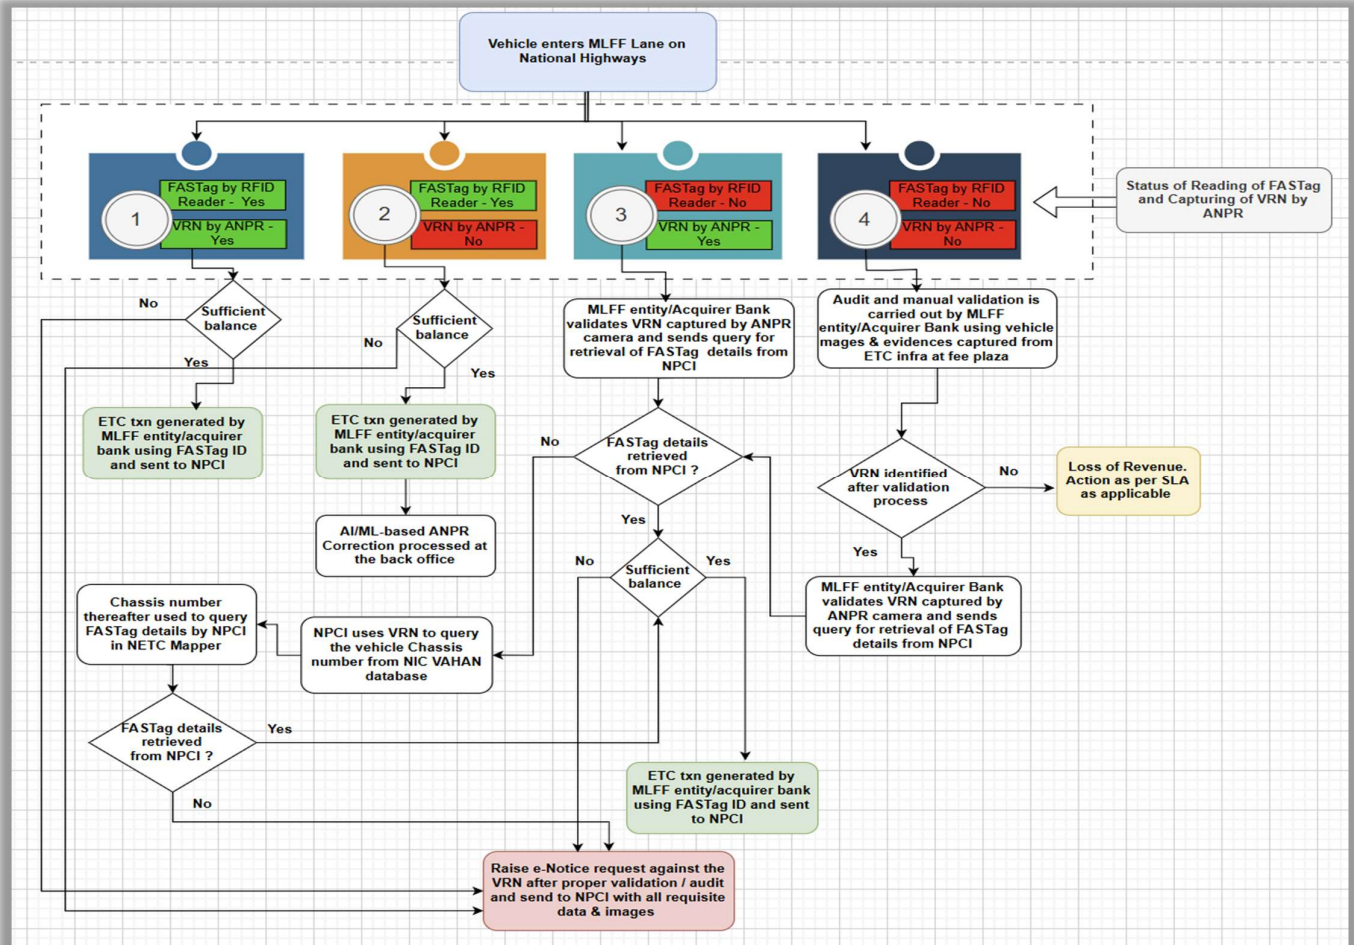 Vehicle enters MLFF Lane on
National Highways
1
FASTag by RFID
Reader - Yes
VRN by ANPR -
Yes
2
FASTag by RFID
Reader - Yes
VRN by ANPR -
No
3
FASTag by RFID
Reader - No
VRN by ANPR -
Yes
4
FASTag by RFID
Reader - No
VRN by ANPR -
No
Status of Reading of FASTag
and Capturing of VRN by
ANPR
No
Sufficient
balance
Yes
No
Sufficient
balance
Yes
MLFF entity/Acquirer Bank
validates VRN captured by ANPR
camera and sends query for
retrieval of FASTag details from
NPCI
Audit and manual validation is
carried out by MLFF
entity/Acquirer Bank using vehicle
mages & evidences captured from
ETC infra at fee plaza
ETC txn generated by
MLFF entity/acquirer
bank using FASTag ID
and sent to NPCI
ETC txn generated by
MLFF entity/acquirer
bank using FASTag ID
and sent to NPCI
No
FASTag details
retrieved
from NPCI ?
Yes
VRN identified
after validation
process
No
Loss of Revenue.
Action as per SLA
as applicable
Yes
AI/ML-based ANPR
Correction processed at
the back office
No
Sufficient
balance
Yes
MLFF entity/Acquirer Bank
validates VRN captured by
ANPR camera and sends
query for retrieval of FASTag
details from NPCI
Chassis number
thereafter used to query
FASTag details by NPCI
in NETC Mapper
NPCI uses VRN to query
the vehicle Chassis
number from NIC VAHAN
database
FASTag details
retrieved
from NPCI ?
Yes
No
ETC txn generated by
MLFF entity/acquirer bank
using FASTag ID and sent
to NPCI
Raise e-Notice request against the
VRN after proper validation / audit
and send to NPCI with all requisite
data & images